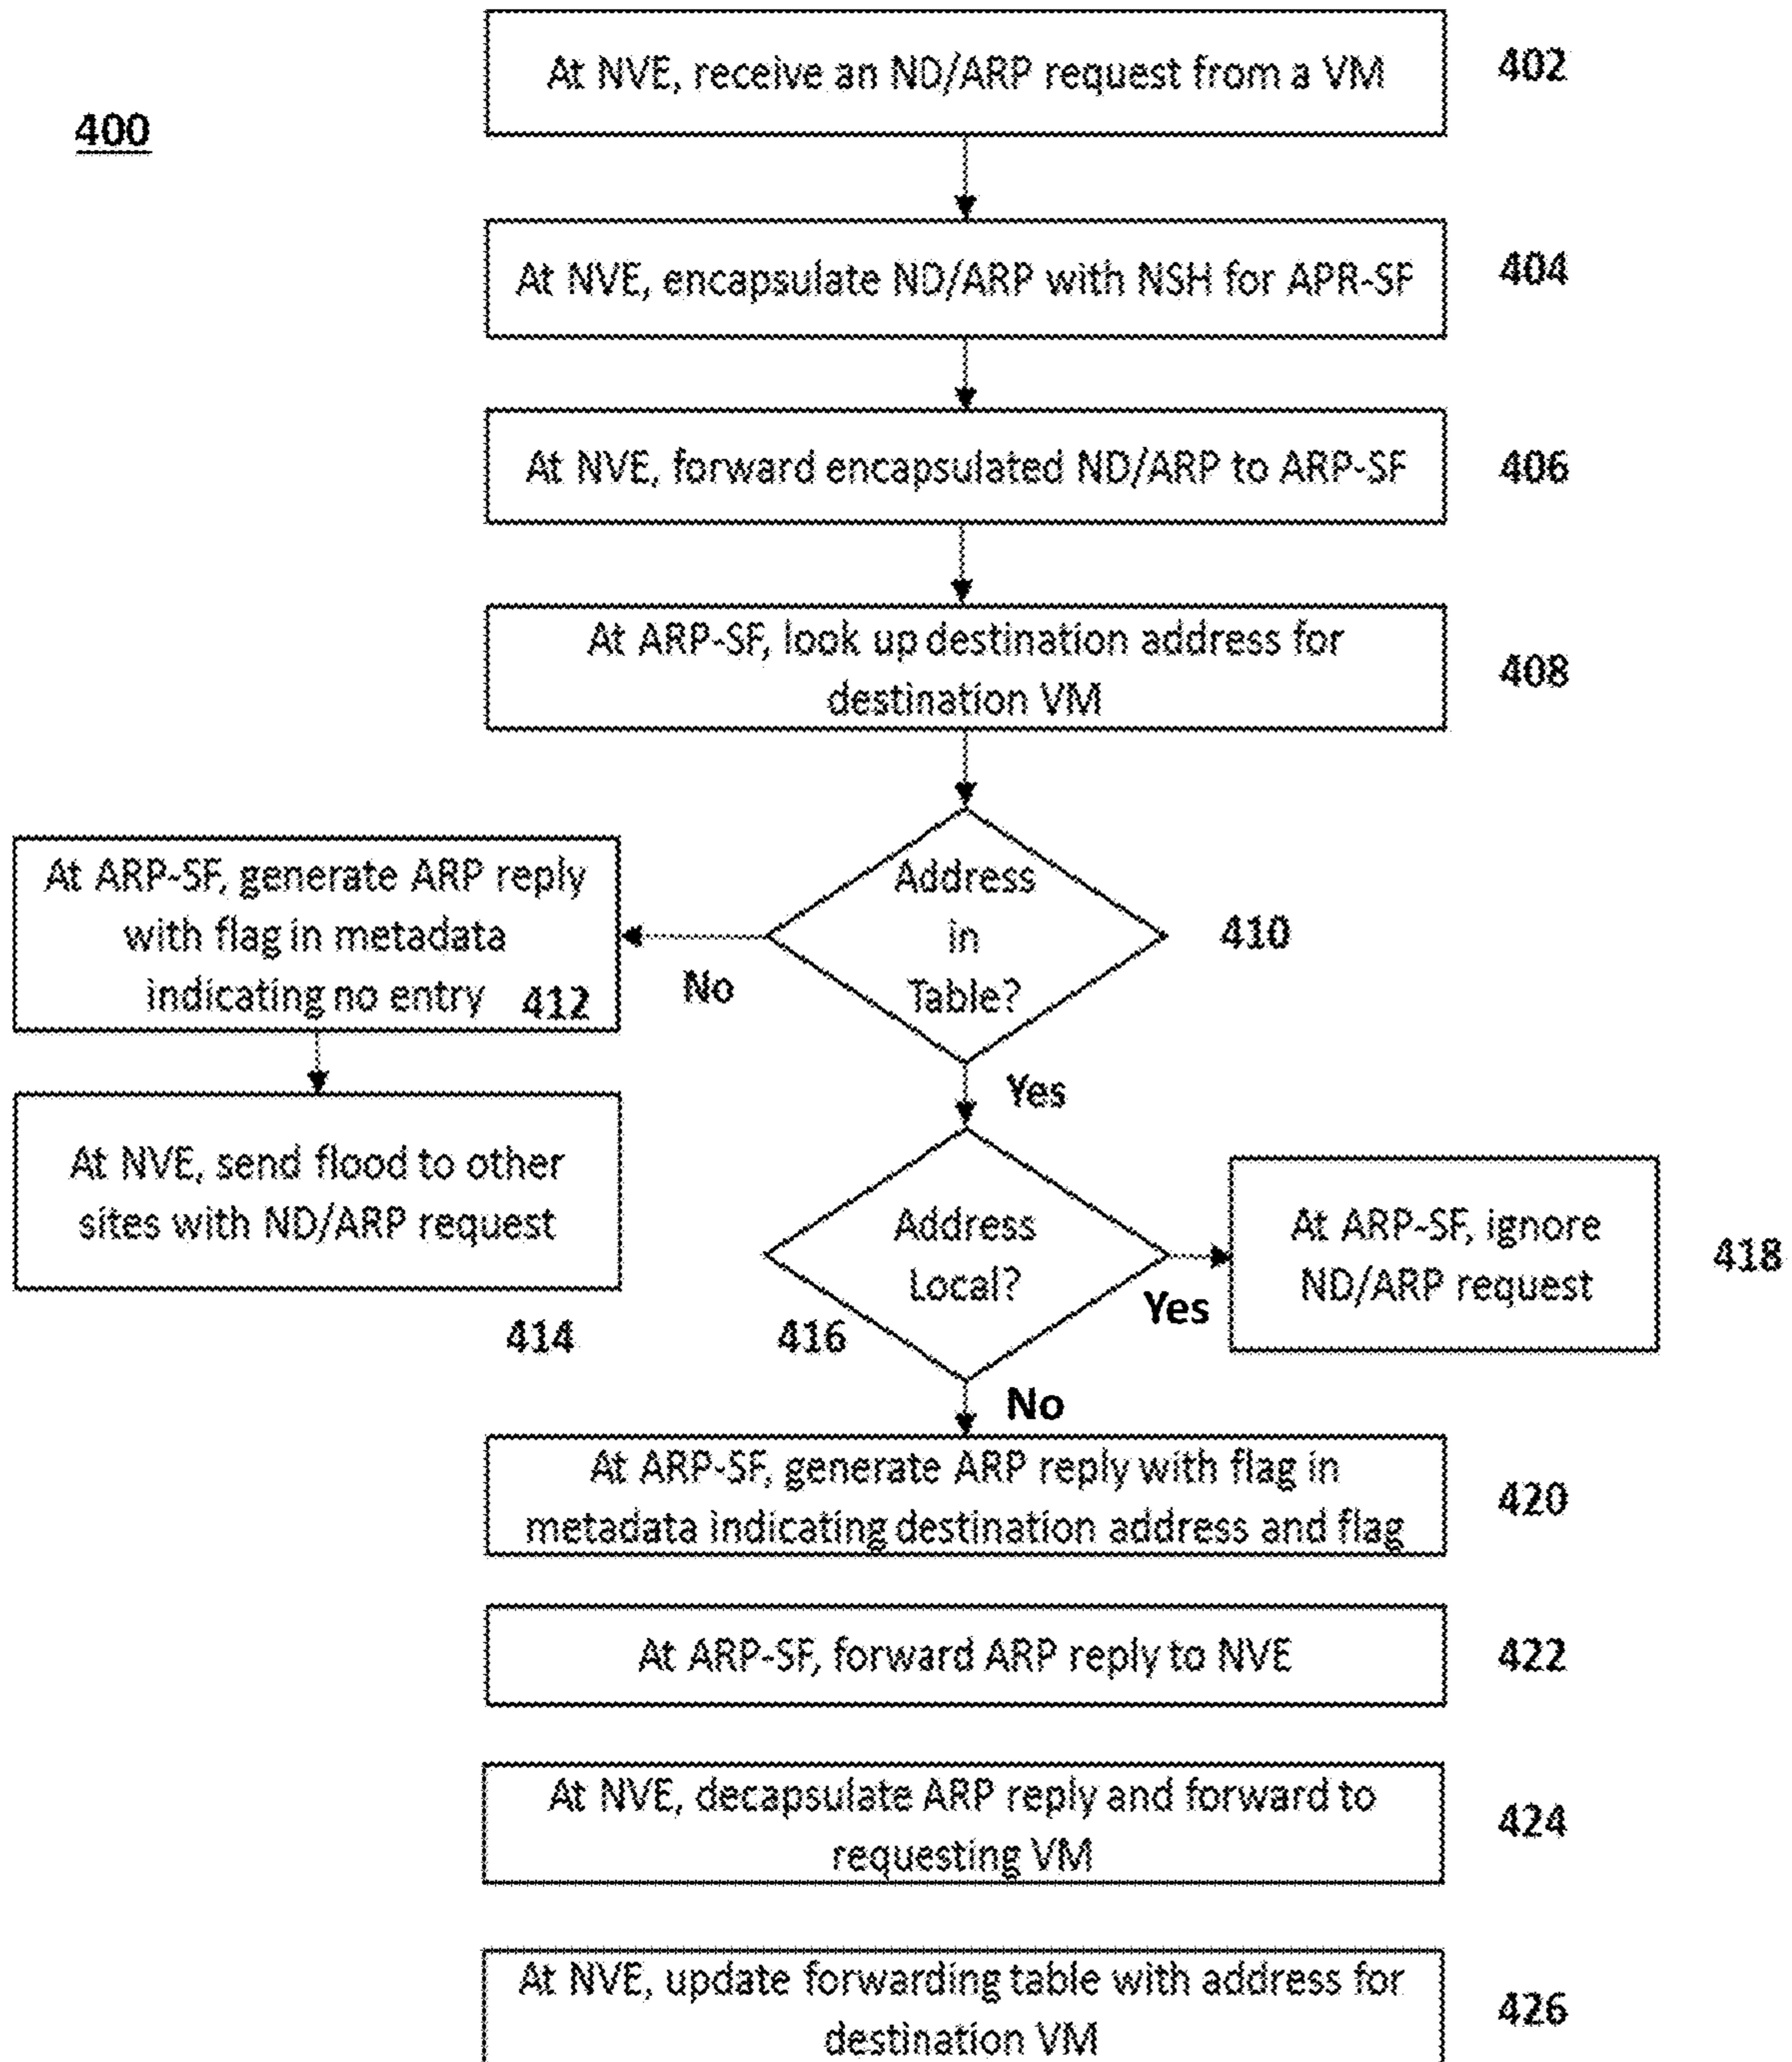 400
At NVE, receive an ND/ARP request from a VM
402
At NVE, encapsulate ND/ARP with NSH for APR-SF
404
At NVE, forward encapsulated ND/ARP to ARP-SF
406
At ARP-SF, look up destination address for
destination VM
408
Address
in
Table?
410
No
At ARP-SF, generate ARP reply
with flag in metadata
indicating no entry
412
At NVE, send flood to other
sites with ND/ARP request
414
Yes
Address
Local?
416
Yes
At ARP-SF, ignore
ND/ARP request
418
No
At ARP-SF, generate ARP reply with flag in
metadata indicating destination address and flag
420
At ARP-SF, forward ARP reply to NVE
422
At NVE, decapsulate ARP reply and forward to
requesting VM
424
At NVE, update forwarding table with address for
destination VM
426